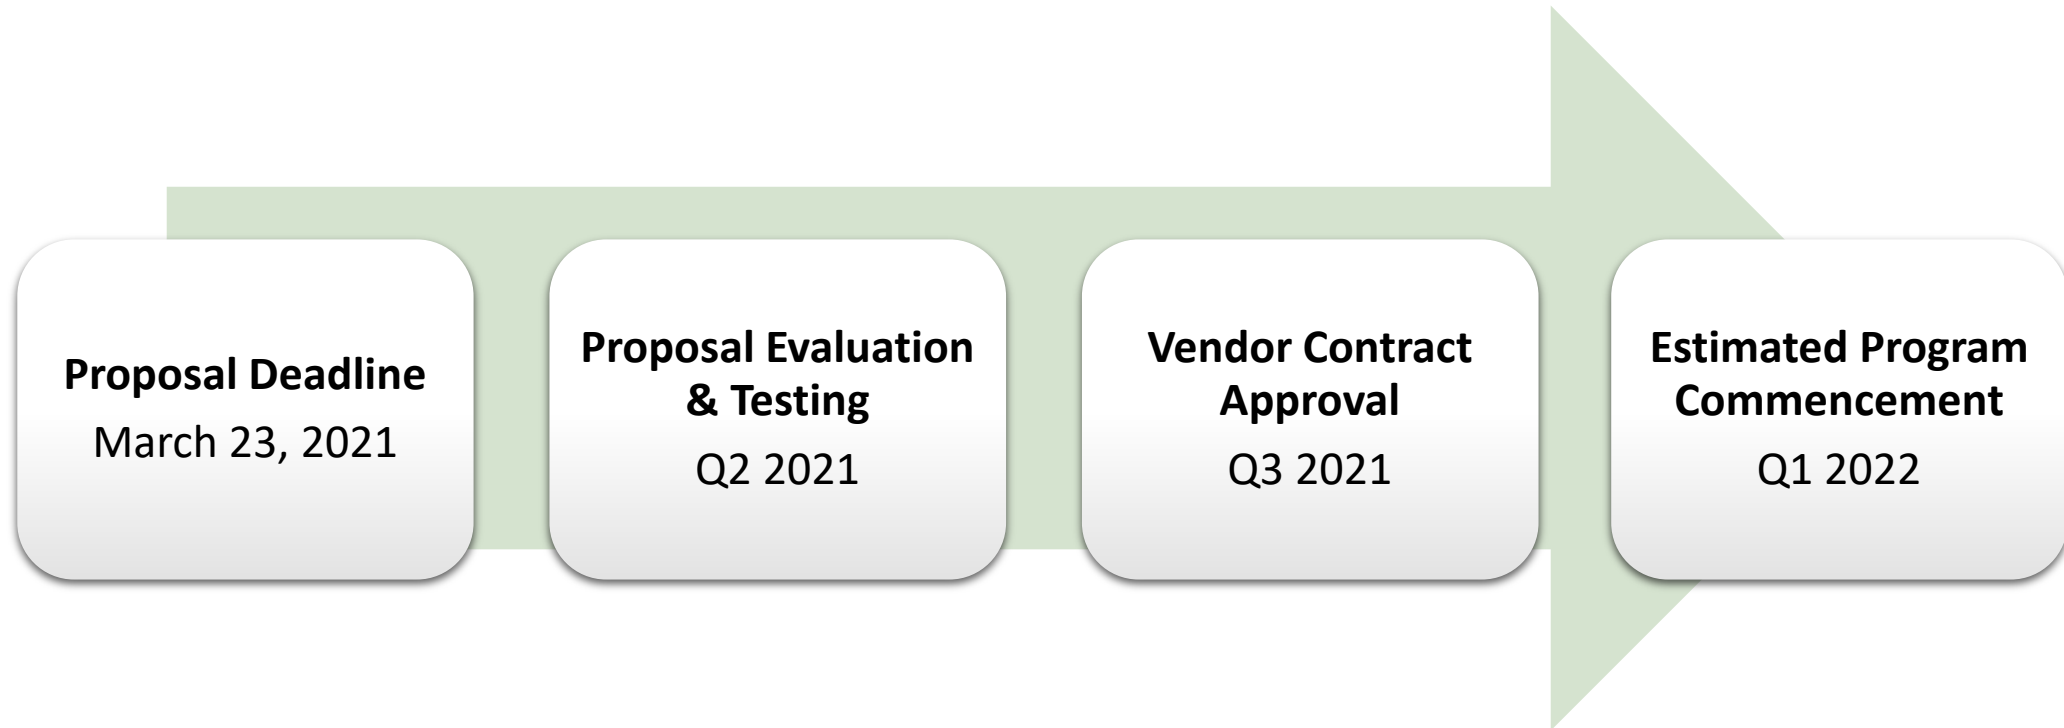 Proposal Deadline
March 23, 2021
Proposal Evaluation
& Testing
Q2 2021
Vendor Contract
Approval
Q3 2021
Estimated Program
Commencement
Q1 2022